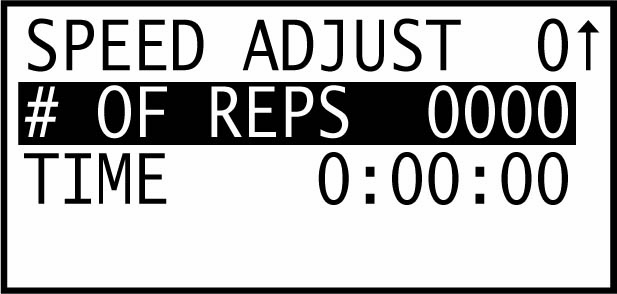 SPEED ADJUST 0↑
# OF REPS 0000
TIME 0:00:00